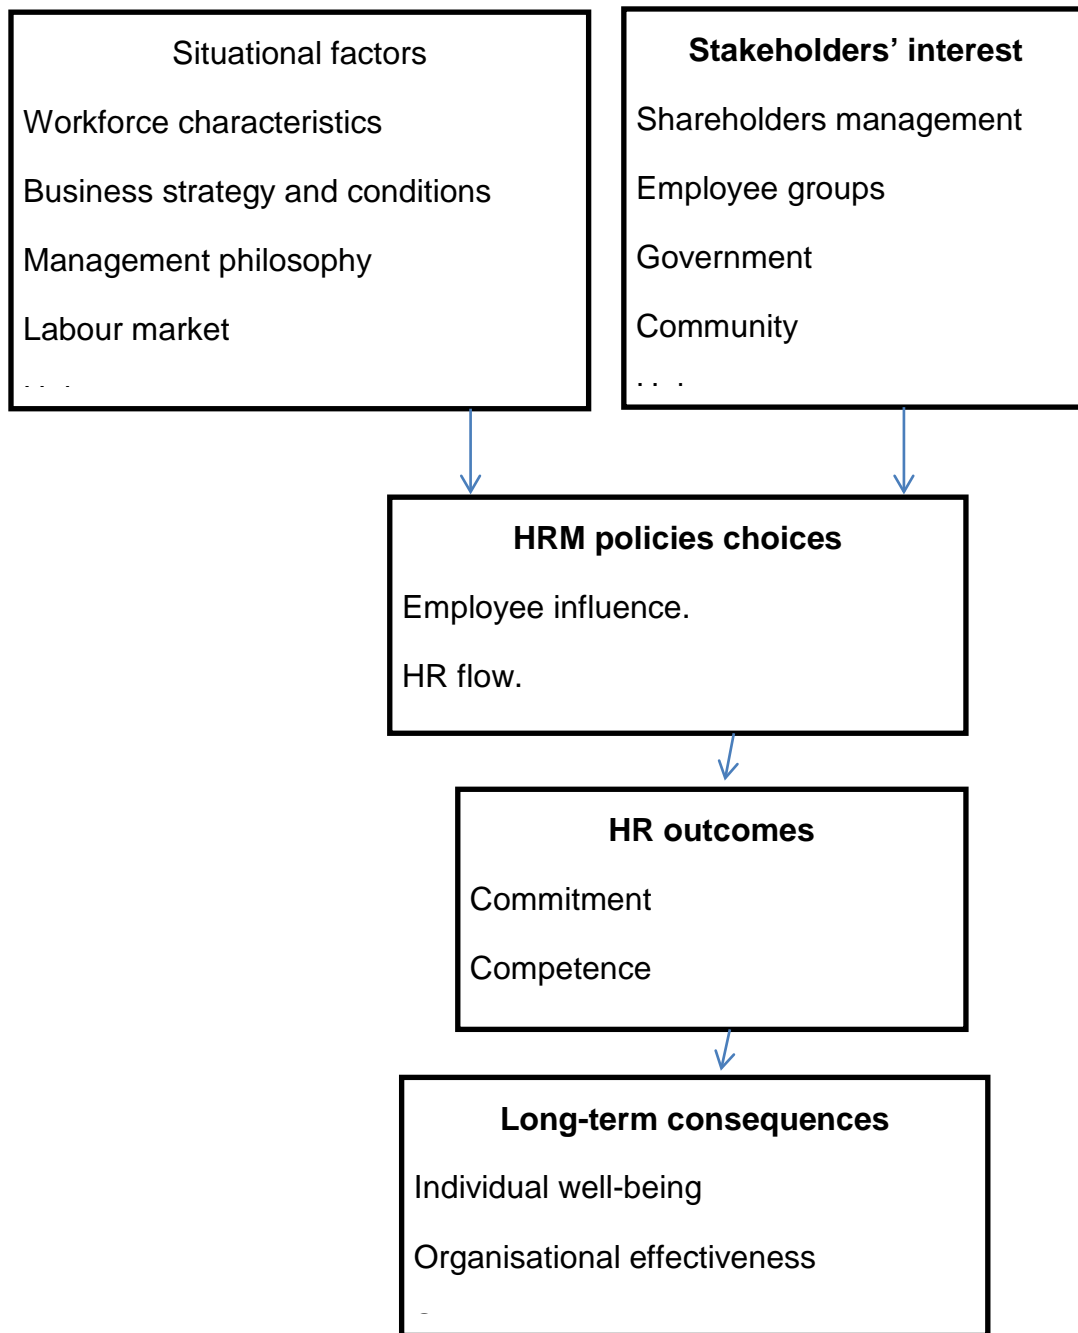 Situational factors
Workforce characteristics
Business strategy and conditions
Management philosophy
Labour market
Stakeholders’ interest
Shareholders management
Employee groups
Government
Community
HRM policies choices
Employee influence.
HR flow.
HR outcomes
Commitment
Competence
Long-term consequences
Individual well-being
Organisational effectiveness